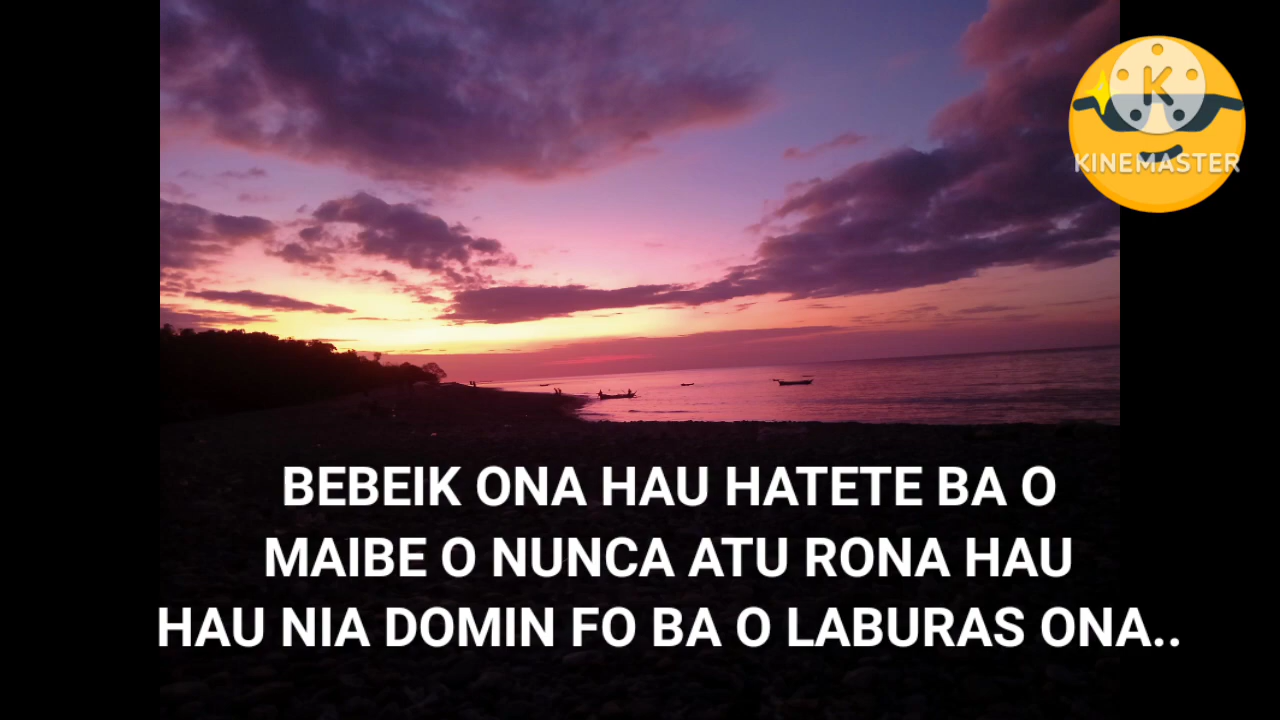 KINEMASTER
BEBEIK ONA HAU HATETE BA O
MAIBE O NUNCA ATU RONA HAU
HAU NIA DOMIN FO BA O LABURAS ONA..